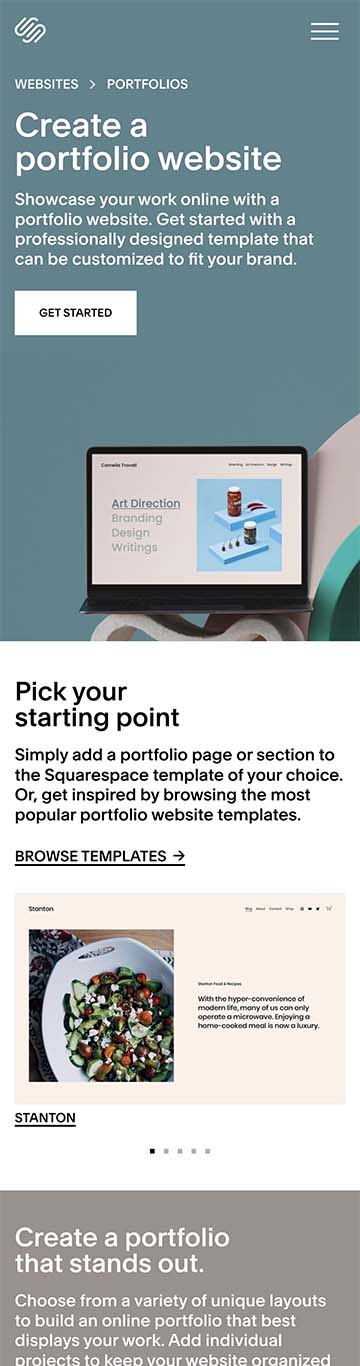 WEBSITES > PORTFOLIOS
Create a
portfolio website
Showcase your work online with a
portfolio website. Get started with a
professionally designed template that
can be customized to fit your brand.
GET STARTED
Camelia Trovati
Branding Art Direction Design Writings
Art Direction
Branding
Design
Writings
Pick your
starting point
Simply add a portfolio page or section to
the Squarespace template of your choice.
Or, get inspired by browsing the most
popular portfolio website templates.
BROWSE TEMPLATES →
Stanton
Blog About Contact Shop
Stanton Food & Recipes
With the hyper-convenience of
modern life, many of us can only
operate a microwave. Enjoying a
home-cooked meal is now a luxury.
STANTON
Create a portfolio
that stands out.
Choose from a variety of unique layouts
to build an online portfolio that best
displays your work. Add individual
projects to keep your website organized